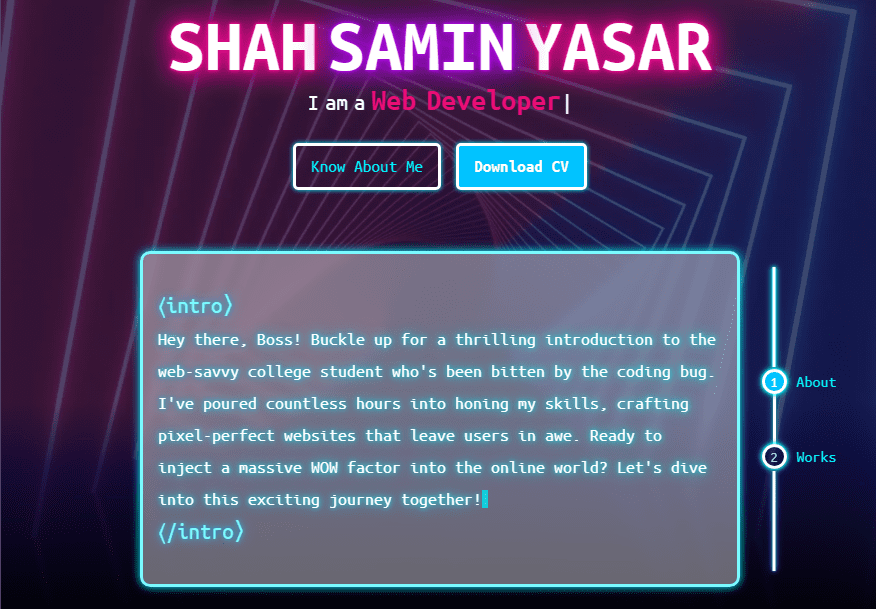 SHAH SAMIN YASAR
I am a Web Developer|
Know About Me
Download CV
⟨intro⟩
Hey there, Boss! Buckle up for a thrilling introduction to the
web-savvy college student who's been bitten by the coding bug.
I've poured countless hours into honing my skills, crafting
pixel-perfect websites that leave users in awe. Ready to
inject a massive WOW factor into the online world? Let's dive
into this exciting journey together!
⟨/intro⟩
1 About
2 Works